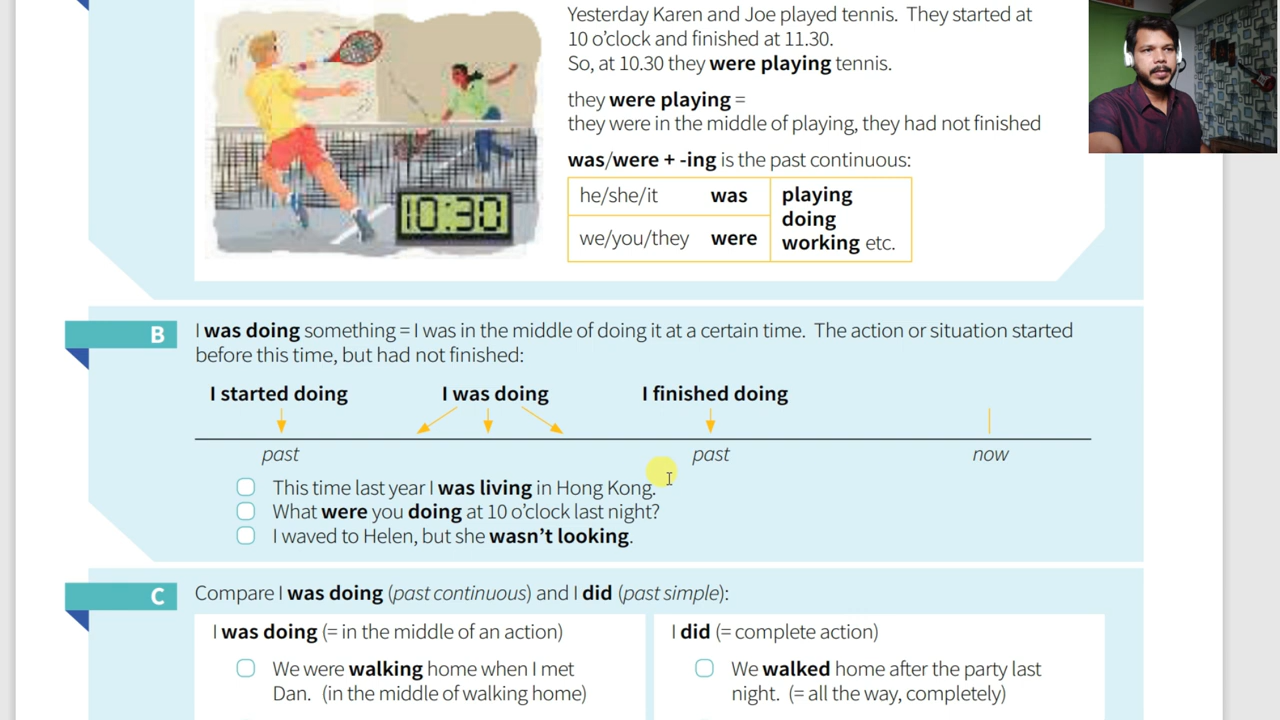 Yesterday Karen and Joe played tennis. They started at
10 o’clock and finished at 11.30.
So, at 10.30 they were playing tennis.
they were playing =
they were in the middle of playing, they had not finished
was/were + -ing is the past continuous:
he/she/it was playing
doing
we/you/they were working etc.
10:30
B
I was doing something = I was in the middle of doing it at a certain time. The action or situation started
before this time, but had not finished:
I started doing I was doing I finished doing
past past now
This time last year I was living in Hong Kong.
What were you doing at 10 o’clock last night?
I waved to Helen, but she wasn’t looking.
C
Compare I was doing (past continuous) and I did (past simple):
I was doing (= in the middle of an action)
We were walking home when I met
Dan. (in the middle of walking home)
I did (= complete action)
We walked home after the party last
night. (= all the way, completely)